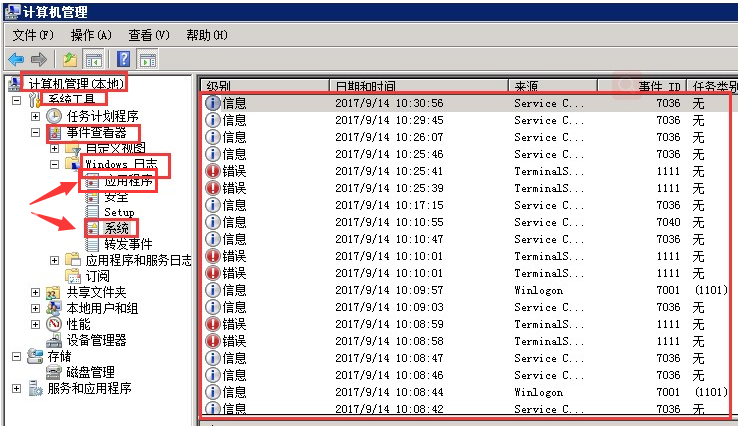 计算机管理
文件(F) 操作(A) 查看(V) 帮助(H)
计算机管理(本地)
系统工具
任务计划程序
事件查看器
自定义视图
Windows 日志
应用程序
安全
Setup
系统
转发事件
应用程序和服务日志
订阅
共享文件夹
本地用户和组
性能
设备管理器
存储
磁盘管理
服务和应用程序
级别 日期和时间 来源 事件 ID 任务类别
信息 2017/9/14 10:30:56 Service C... 7036 无
信息 2017/9/14 10:29:45 Service C... 7036 无
信息 2017/9/14 10:26:07 Service C... 7036 无
信息 2017/9/14 10:25:46 Service C... 7036 无
错误 2017/9/14 10:25:41 TerminalS... 1111 无
错误 2017/9/14 10:25:39 TerminalS... 1111 无
信息 2017/9/14 10:17:15 Service C... 7036 无
信息 2017/9/14 10:10:55 Service C... 7040 无
信息 2017/9/14 10:10:47 Service C... 7036 无
错误 2017/9/14 10:10:01 TerminalS... 1111 无
错误 2017/9/14 10:10:01 TerminalS... 1111 无
信息 2017/9/14 10:09:57 Winlogon 7001 (1101)
信息 2017/9/14 10:09:03 Service C... 7036 无
错误 2017/9/14 10:08:59 TerminalS... 1111 无
错误 2017/9/14 10:08:58 TerminalS... 1111 无
信息 2017/9/14 10:08:47 Service C... 7036 无
信息 2017/9/14 10:08:46 Service C... 7036 无
信息 2017/9/14 10:08:44 Winlogon 7001 (1101)
信息 2017/9/14 10:08:42 Service C... 7036 无